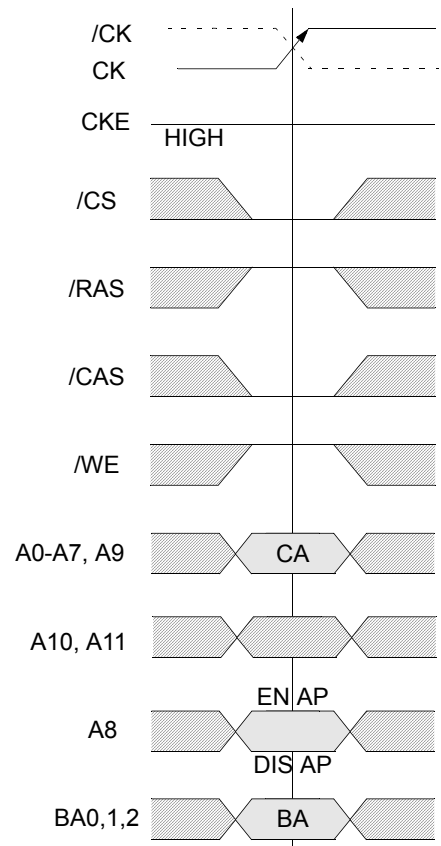 /CK
CK
CKE
HIGH
/CS
/RAS
/CAS
/WE
A0-A7, A9
CA
A10, A11
EN AP
A8
DIS AP
BA0,1,2
BA